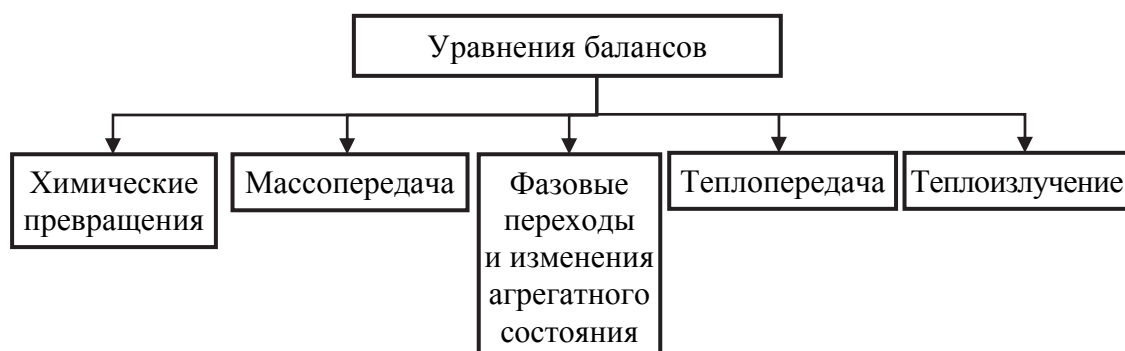 Уравнения балансов
Химические
превращения
Массопередача
Фазовые
переходы
и изменения
агрегатного
состояния
Теплопередача
Теплоизлучение